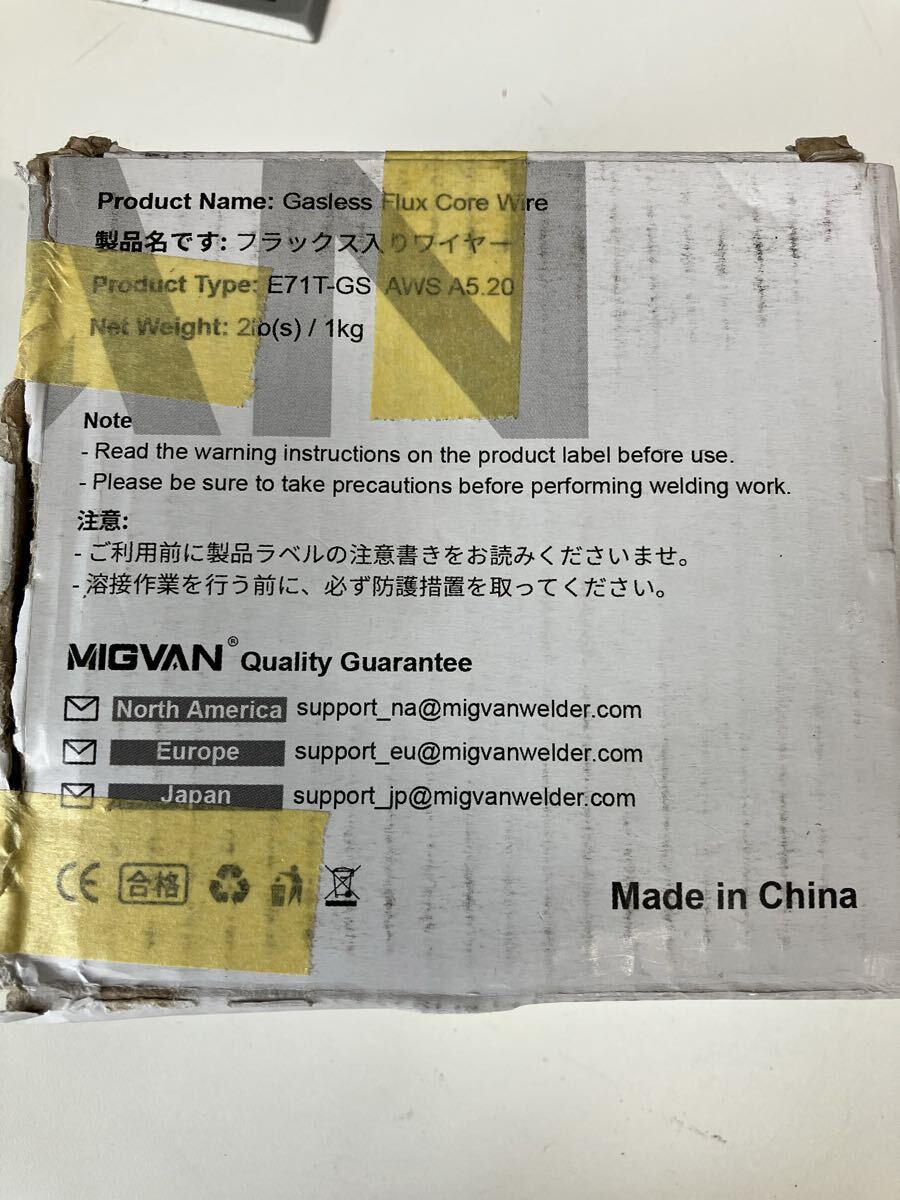 Product Name: Gasless Flux Core Wire
製品名です: フラックス入りワイヤー
Product Type: E71T-GS AWS A5.20
Net Weight: 2lb(s) / 1kg
Note
- Read the warning instructions on the product label before use.
- Please be sure to take precautions before performing welding work.
注意:
- ご利用前に製品ラベルの注意書きをお読みくださいませ。
- 溶接作業を行う前に、必ず防護措置を取ってください。
MIGVAN® Quality Guarantee
North America support_na@migvanwelder.com
Europe support_eu@migvanwelder.com
Japan support_jp@migvanwelder.com
CE 合格
Made in China